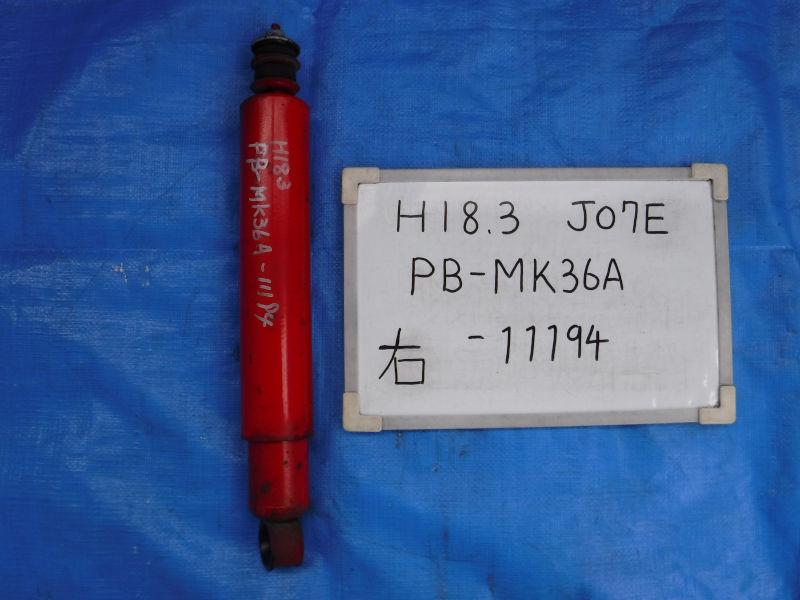 H18.3
PB-MK36A-11194
H18.3 J07E
PB-MK36A
右 -11194